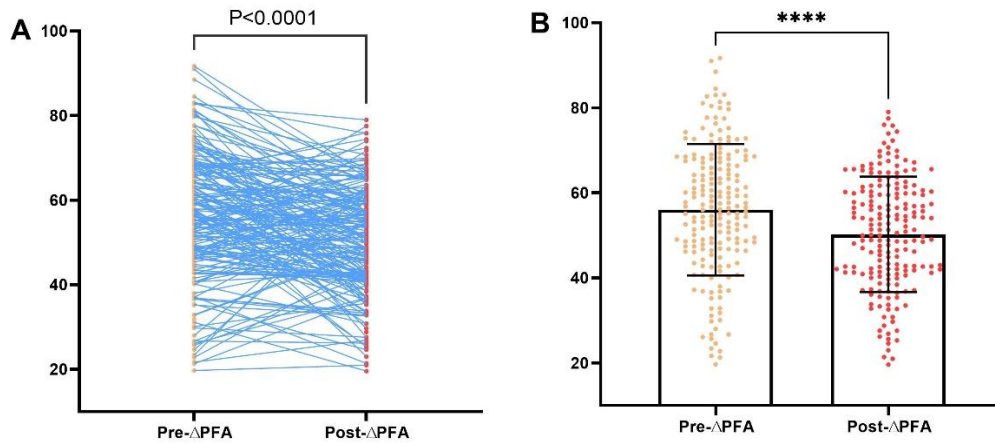 A
P<0.0001
100
80
60
40
20
Pre-ΔPFA Post-ΔPFA
B
****
100
80
60
40
20
Pre-ΔPFA Post-ΔPFA